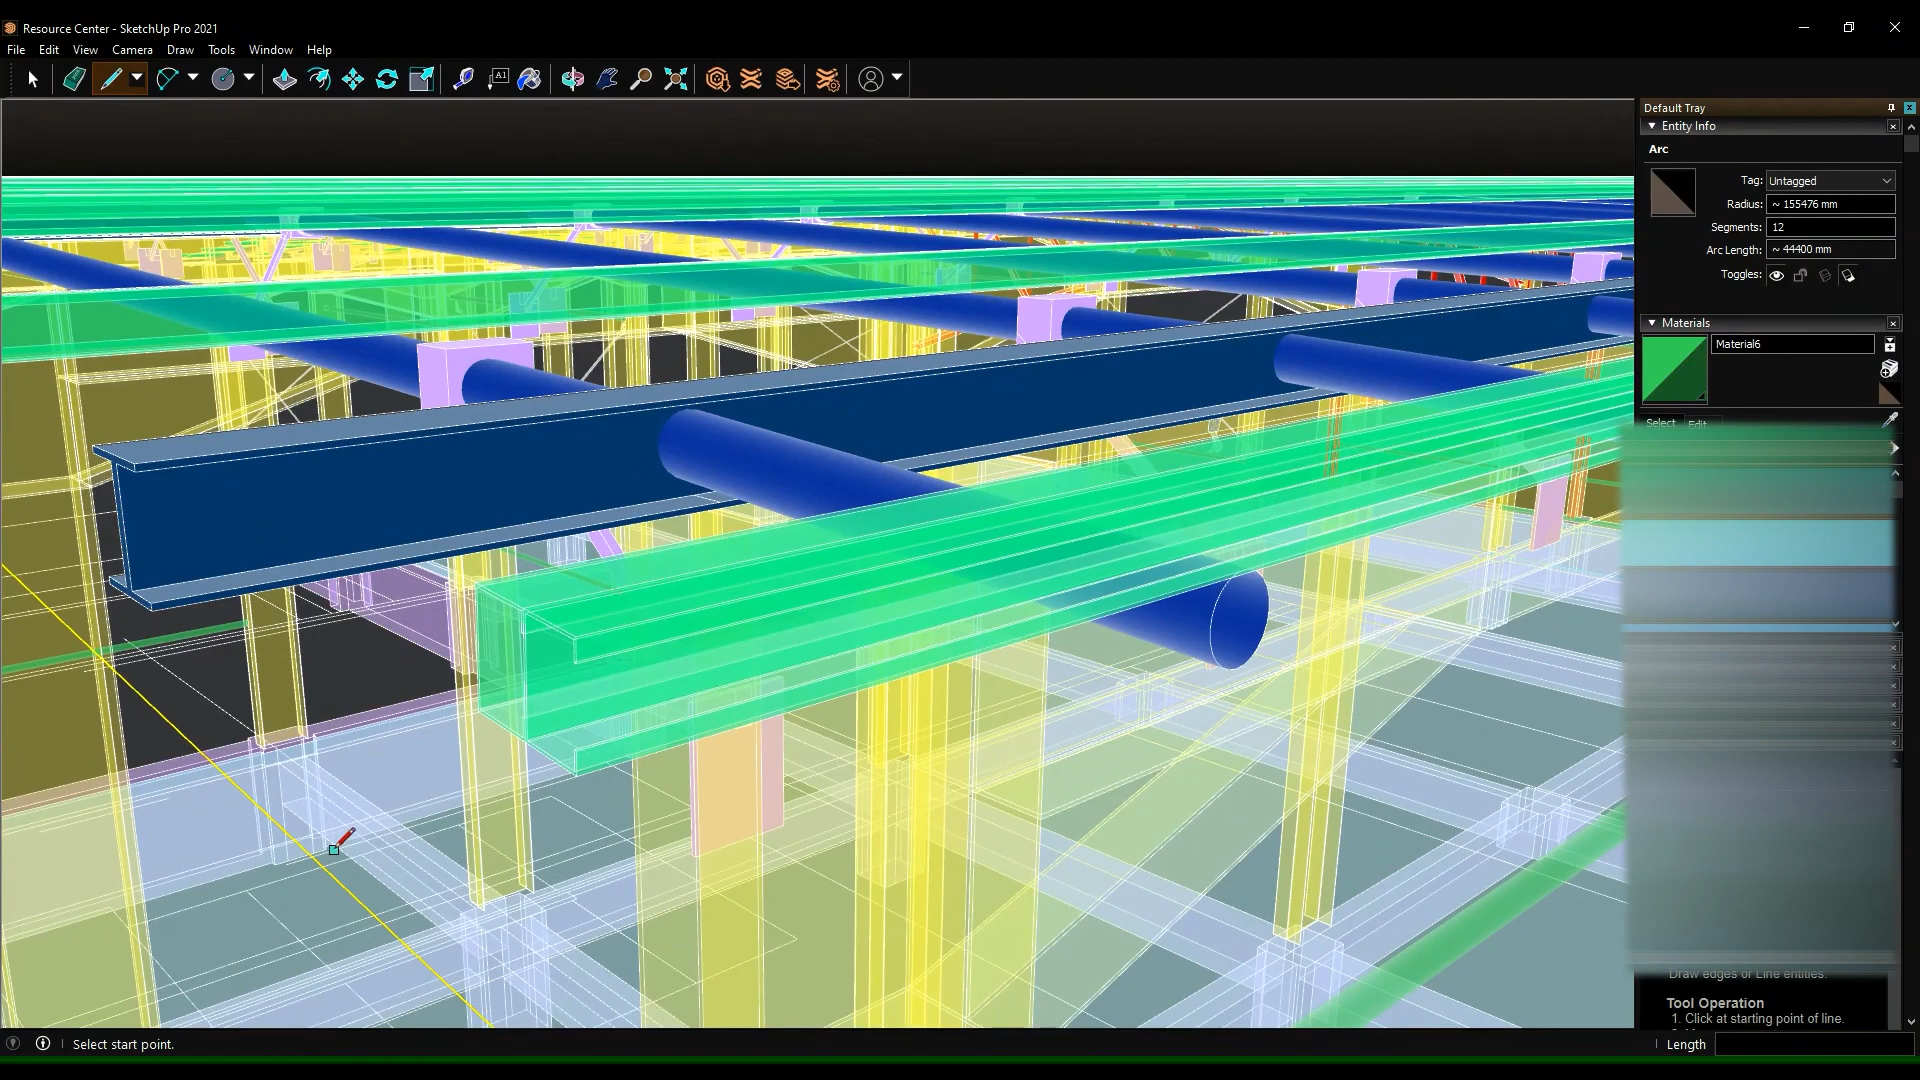 Resource Center - SketchUp Pro 2021
File Edit View Camera Draw Tools Window Help
A1
Default Tray
Entity Info
Arc
Tag: Untagged
Radius: ~ 155476 mm
Segments: 12
Arc Length: ~ 44400 mm
Toggles:
Materials
Material6
Select Edit
Draw edges or Line entities.
Tool Operation
1. Click at starting point of line.
Select start point.
Length